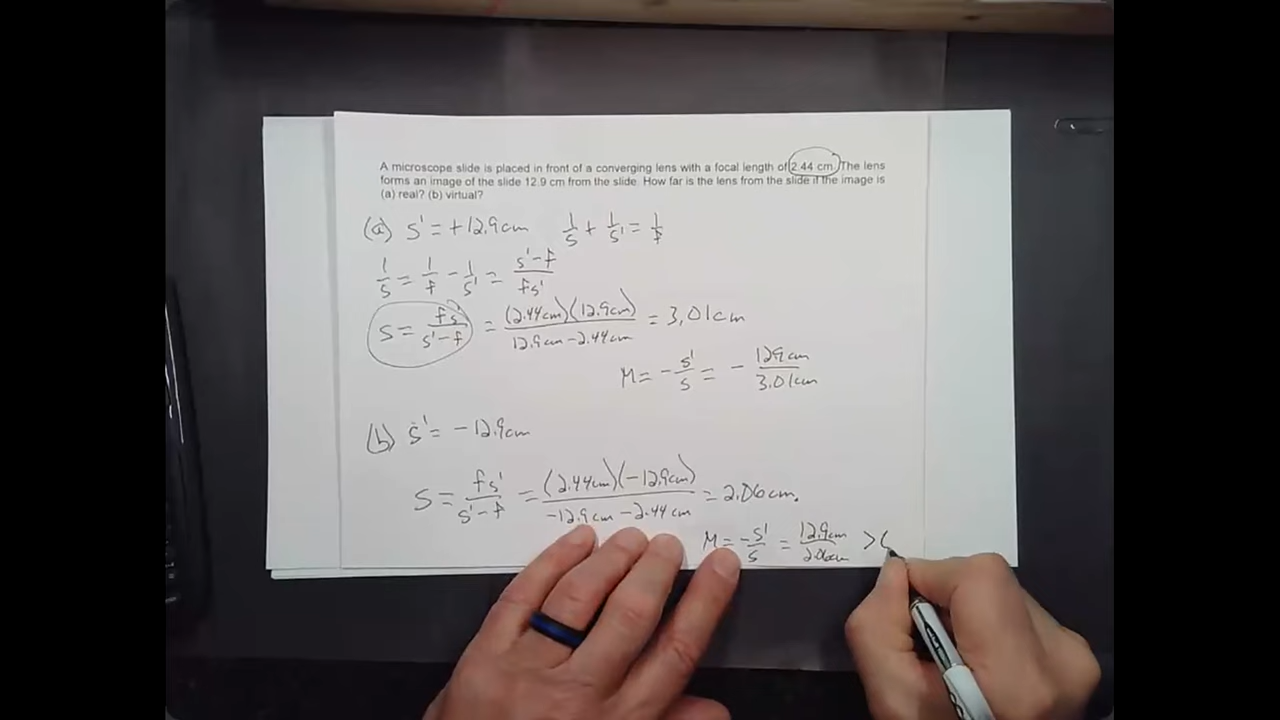 A microscope slide is placed in front of a converging lens with a focal length of 2.44 cm. The lens
forms an image of the slide 12.9 cm from the slide. How far is the lens from the slide if the image is
(a) real? (b) virtual?
(a) s' = +12.9cm 1/s + 1/s' = 1/f
1/s = 1/f - 1/s' = s'-f/fs'
s = fs'/s'-f = (2.44cm)(12.9cm)/12.9cm-2.44cm = 3.01cm
M = -s'/s = - 12.9cm/3.01cm
(b) s' = -12.9cm
s = fs'/s'-f = (2.44cm)(-12.9cm)/-12.9cm-2.44cm = 2.06cm.
M = -s'/s = 12.9cm/2.06cm >